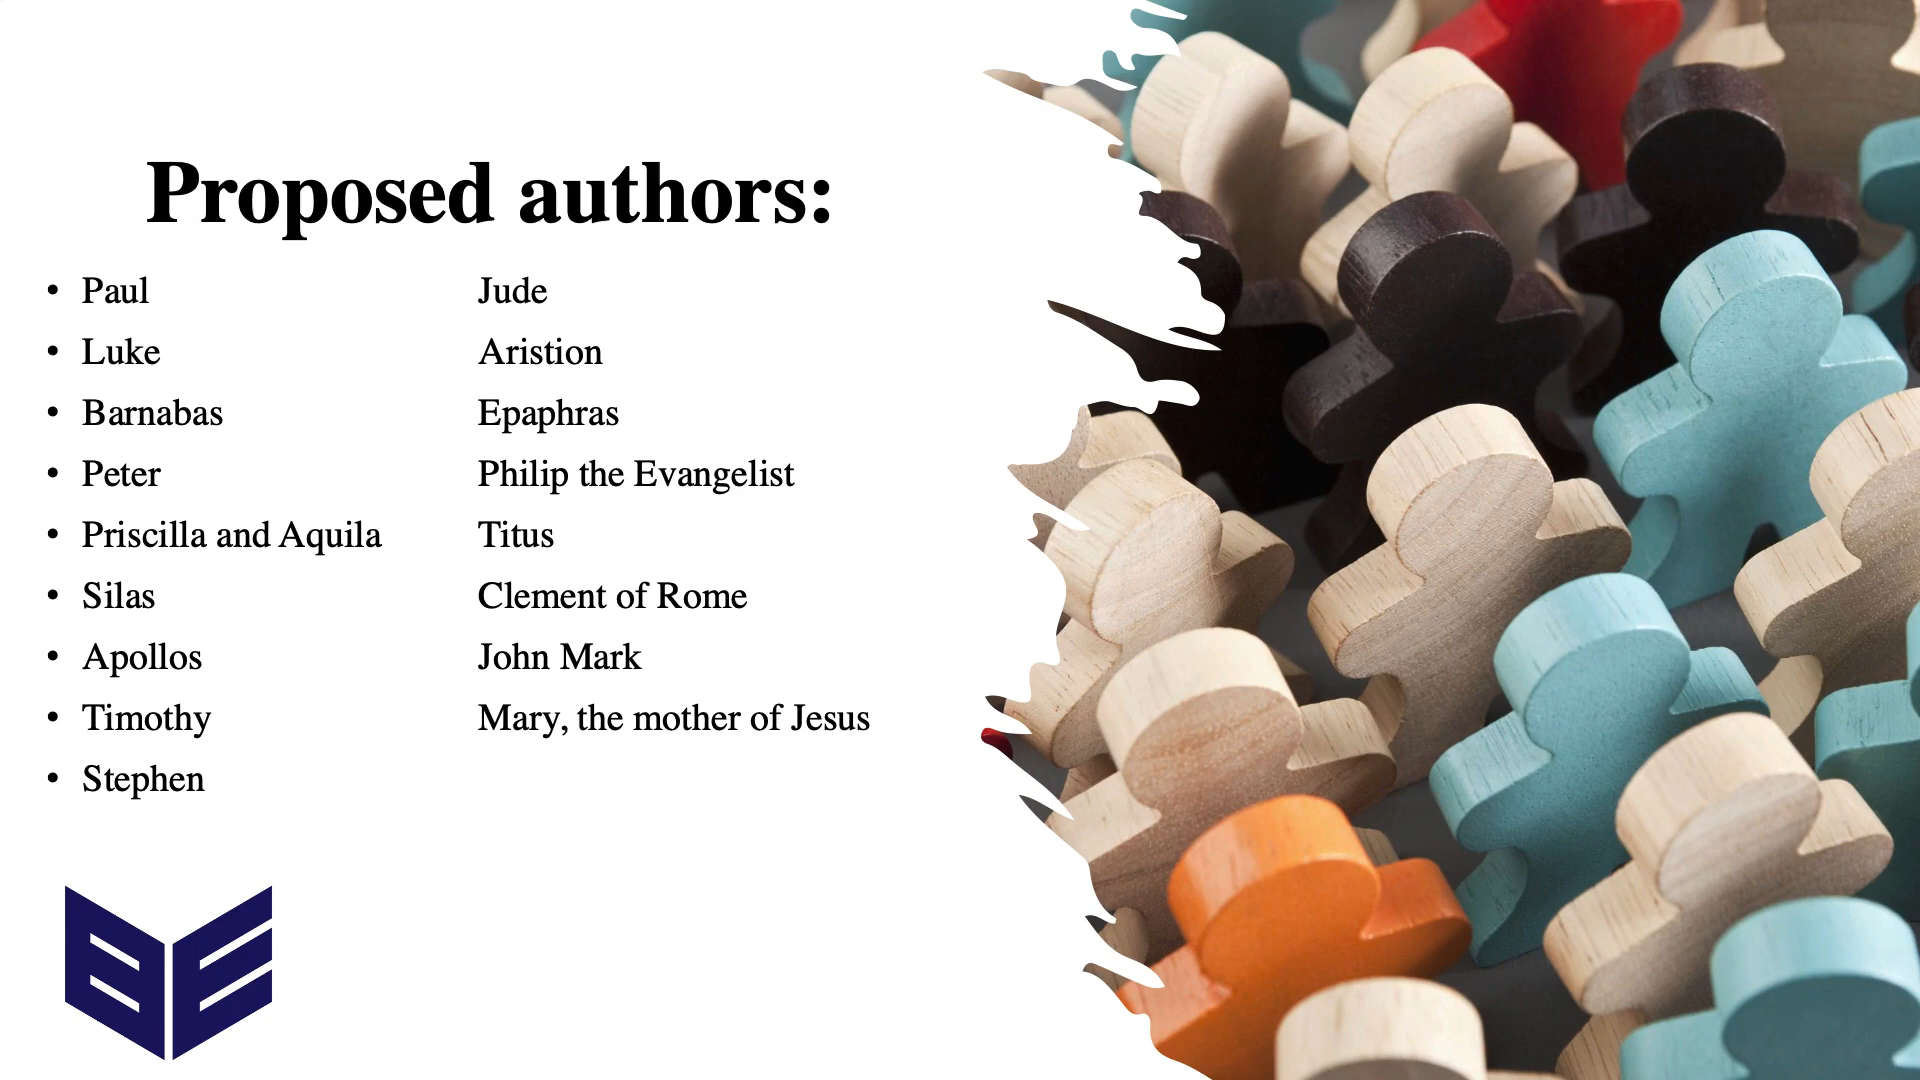 Proposed authors:
• Paul
• Luke
• Barnabas
• Peter
• Priscilla and Aquila
• Silas
• Apollos
• Timothy
• Stephen
Jude
Aristion
Epaphras
Philip the Evangelist
Titus
Clement of Rome
John Mark
Mary, the mother of Jesus
BE